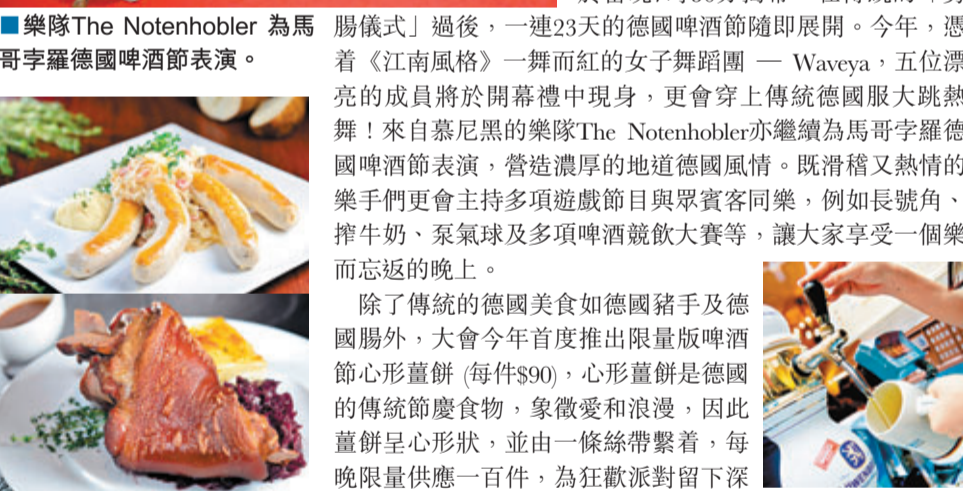 ■樂隊The Notenhobler 為馬
哥孛羅德國啤酒節表演。
腸儀式」過後，一連23天的德國啤酒節隨即展開。今年，憑
着《江南風格》一舞而紅的女子舞蹈團 — Waveya，五位漂
亮的成員將於開幕禮中現身，更會穿上傳統德國服大跳熱
舞！來自慕尼黑的樂隊The Notenhobler亦繼續為馬哥孛羅德
國啤酒節表演，營造濃厚的地道德國風情。既滑稽又熱情的
樂手們更會主持多項遊戲節目與眾賓客同樂，例如長號角、
搾牛奶、泵氣球及多項啤酒競飲大賽等，讓大家享受一個樂
而忘返的晚上。
除了傳統的德國美食如德國豬手及德
國腸外，大會今年首度推出限量版啤酒
節心形薑餅 (每件$90)，心形薑餅是德國
的傳統節慶食物，象徵愛和浪漫，因此
薑餅呈心形狀，並由一條絲帶繫着，每
晚限量供應一百件，為狂歡派對留下深